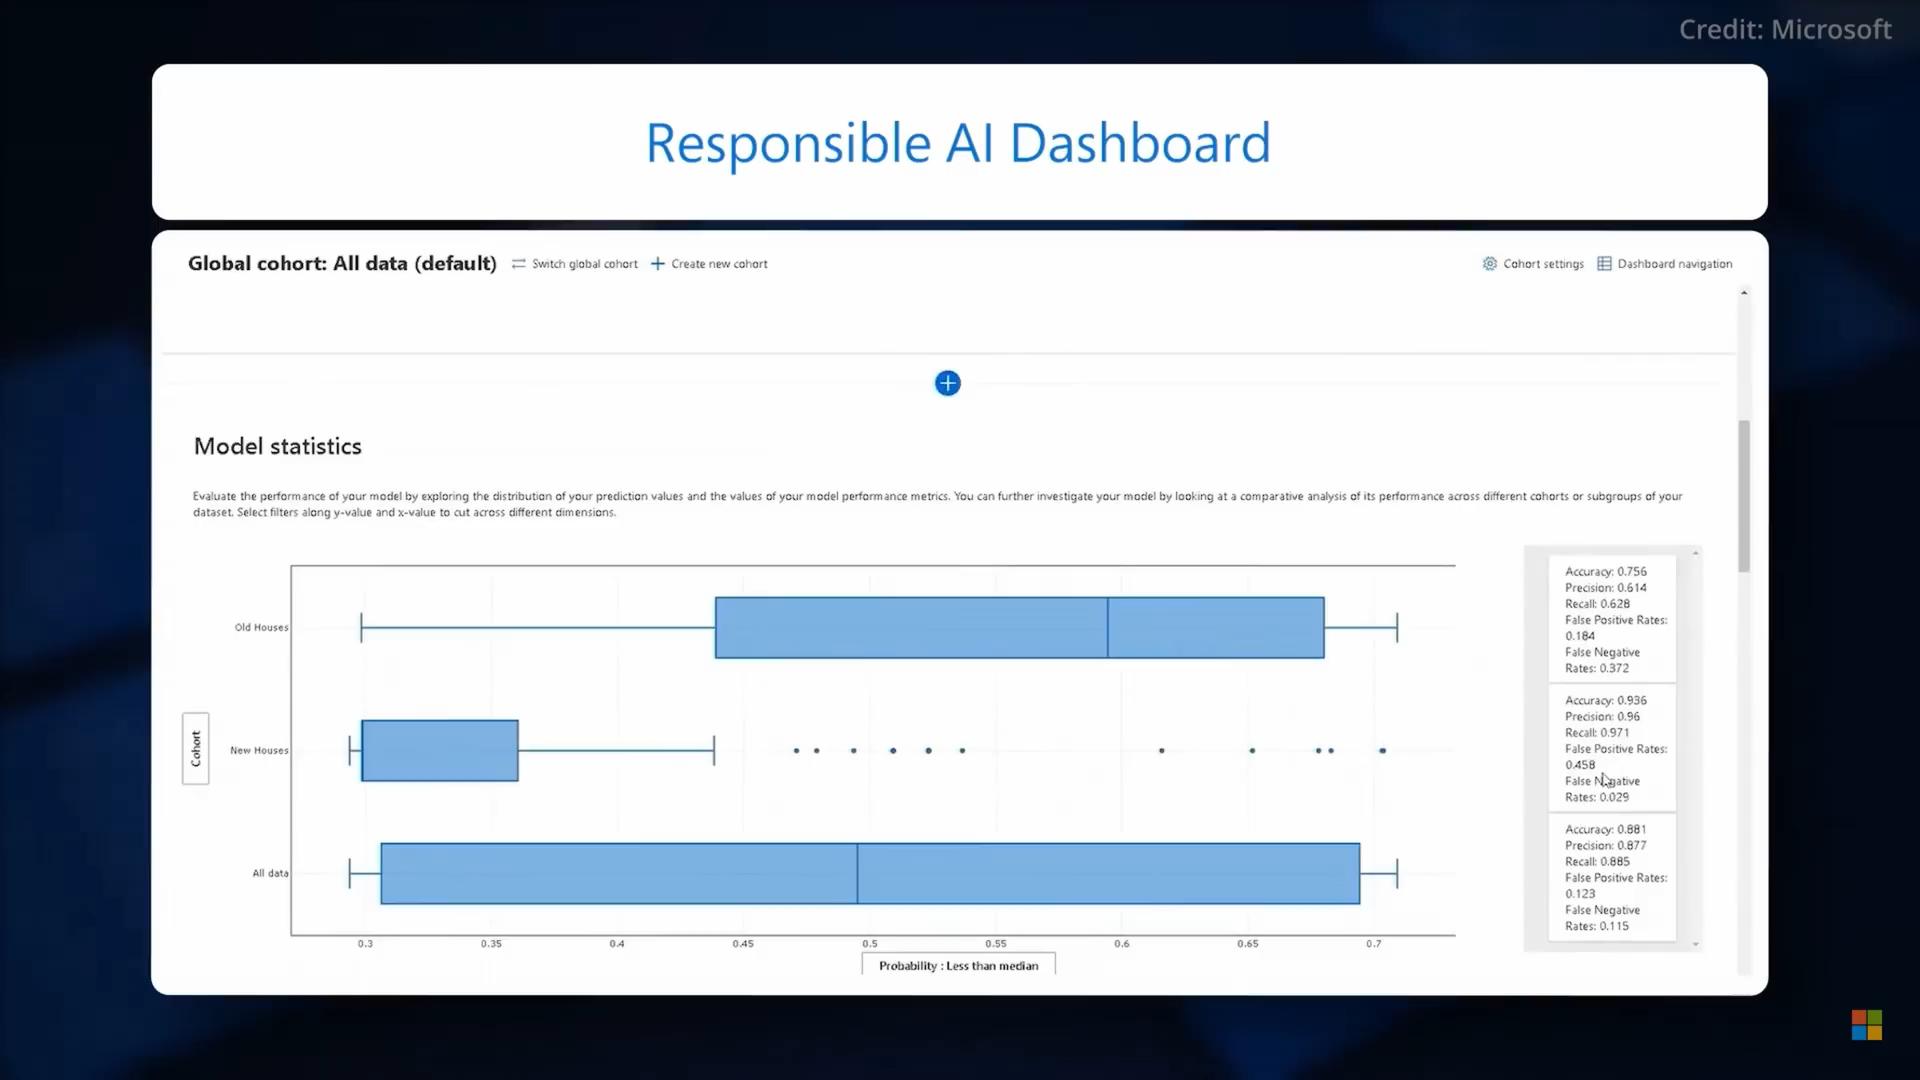 Credit: Microsoft
Responsible AI Dashboard
Global cohort: All data (default)
Switch global cohort
Create new cohort
Cohort settings
Dashboard navigation
Model statistics
Evaluate the performance of your model by exploring the distribution of your prediction values and the values of your model performance metrics. You can further investigate your model by looking at a comparative analysis of its performance across different cohorts or subgroups of your
dataset. Select filters along y-value and x-value to cut across different dimensions.
Cohort
Old Houses
New Houses
All data
0.3
0.35
0.4
0.45
0.5
0.55
0.6
0.65
0.7
Probability : Less than median
Accuracy: 0.756
Precision: 0.614
Recall: 0.628
False Positive Rates:
0.184
False Negative
Rates: 0.372
Accuracy: 0.936
Precision: 0.96
Recall: 0.971
False Positive Rates:
0.458
False Negative
Rates: 0.029
Accuracy: 0.881
Precision: 0.877
Recall: 0.885
False Positive Rates:
0.123
False Negative
Rates: 0.115